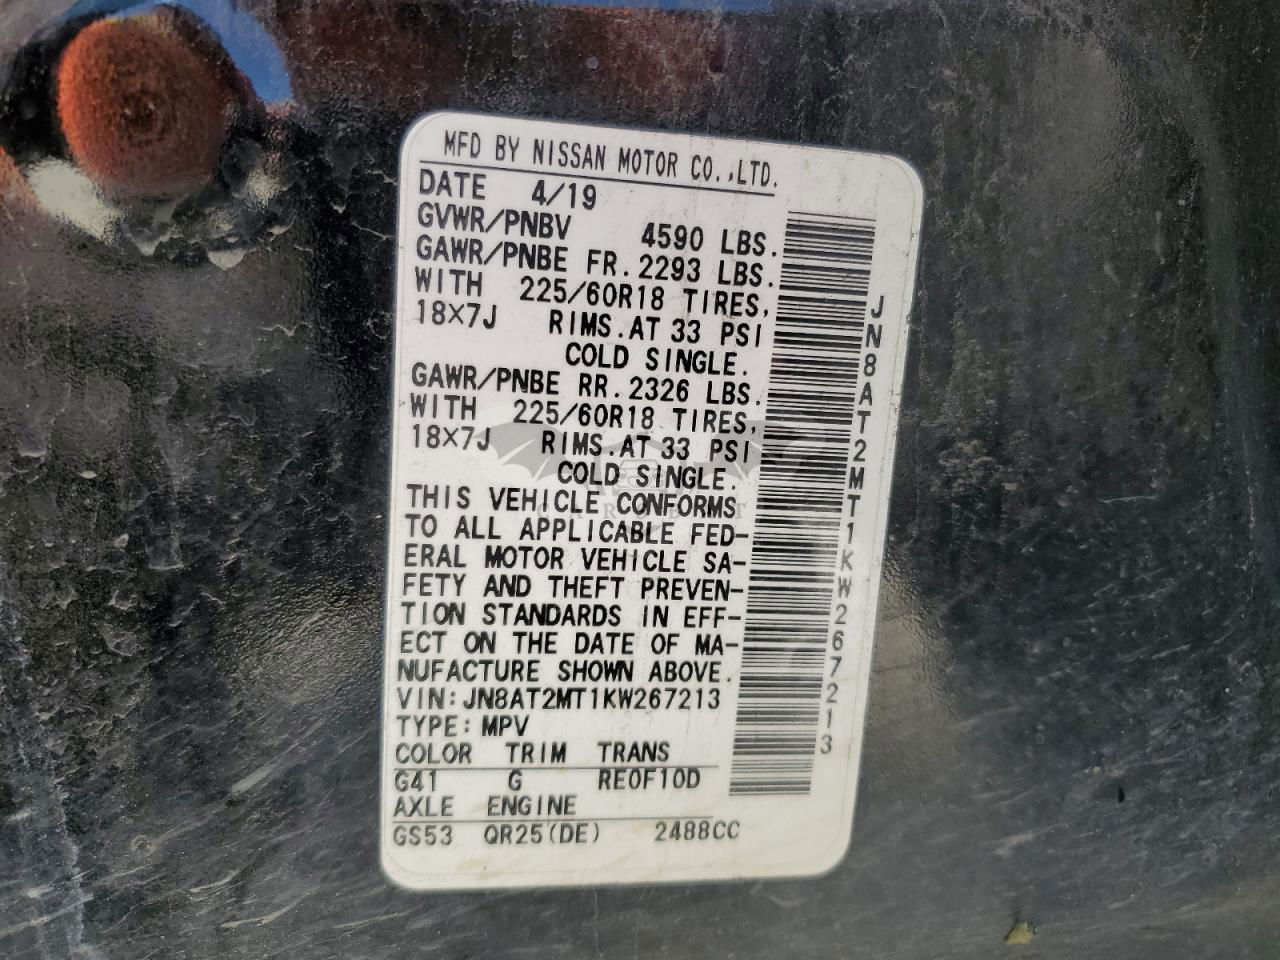 MFD BY NISSAN MOTOR CO.,LTD.
DATE 4/19
GVWR/PNBV 4590 LBS.
GAWR/PNBE FR.2293 LBS.
WITH 225/60R18 TIRES,
18X7J RIMS.AT 33 PSI
COLD SINGLE.
GAWR/PNBE RR.2326 LBS.
WITH 225/60R18 TIRES,
18X7J RIMS.AT 33 PSI
COLD SINGLE.
THIS VEHICLE CONFORMS
TO ALL APPLICABLE FED-
ERAL MOTOR VEHICLE SA-
FETY AND THEFT PREVEN-
TION STANDARDS IN EFF-
ECT ON THE DATE OF MA-
NUFACTURE SHOWN ABOVE.
VIN:JN8AT2MT1KW267213
TYPE:MPV
COLOR TRIM TRANS
G41 G RE0F10D
AXLE ENGINE
GS53 QR25(DE) 2488CC
JN8AT2MT1KW267213